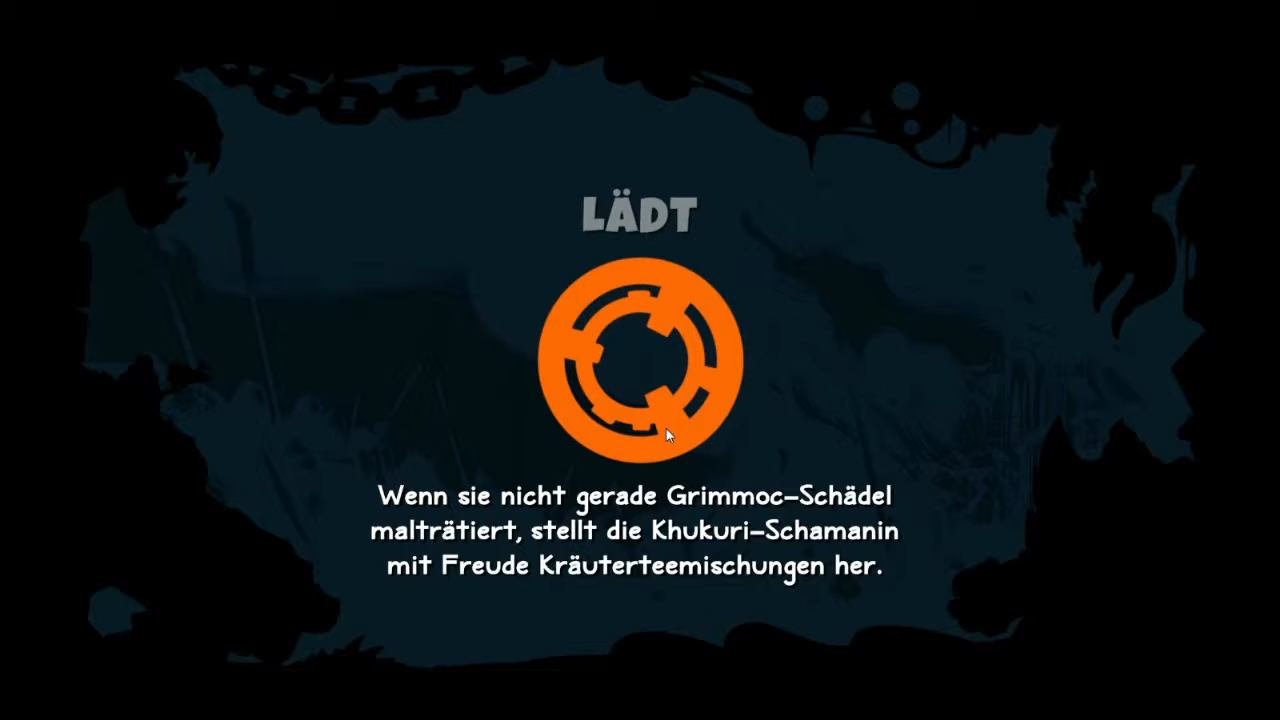 LÄDT
Wenn sie nicht gerade Grimmoc-Schädel
malträtiert, stellt die Khukuri-Schamanin
mit Freude Kräuterteemischungen her.